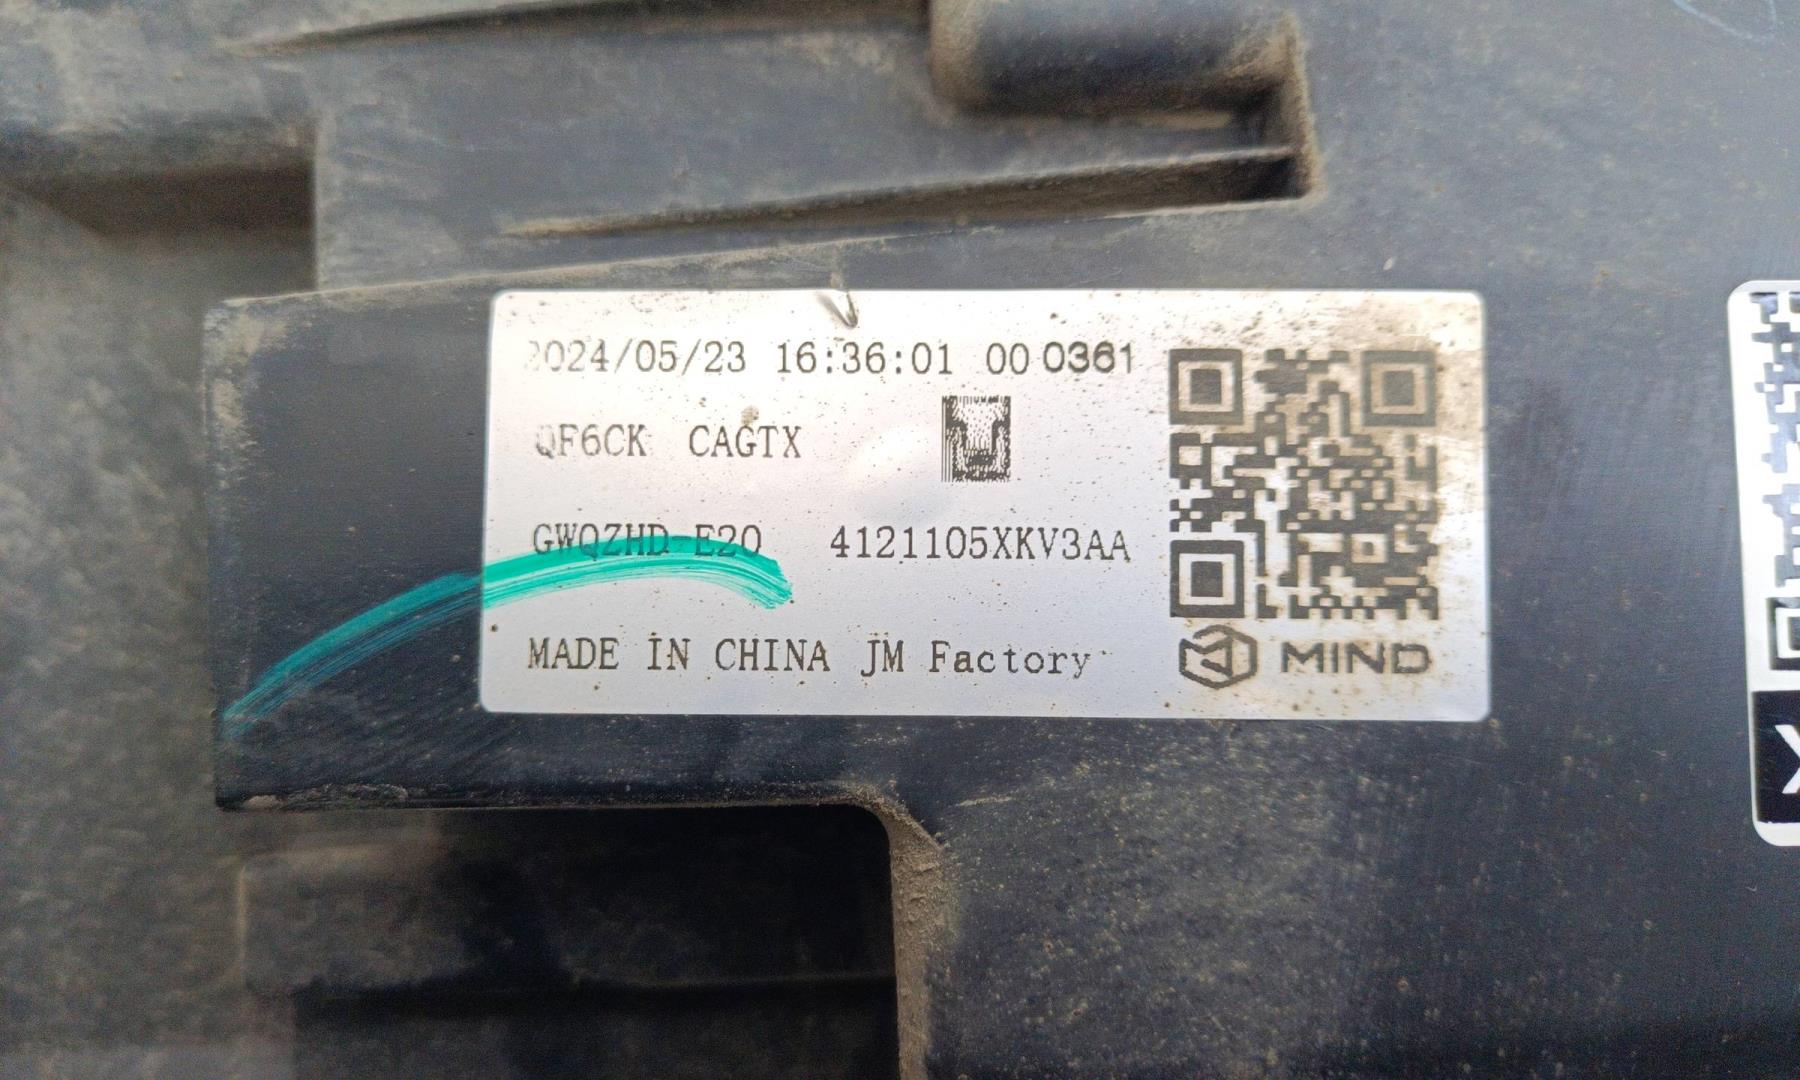 2024/05/23 16:36:01 00 0361
QF6CK CAGTX
GWQZHD-E20 4121105XKV3AA
MADE IN CHINA JM Factory
MIND